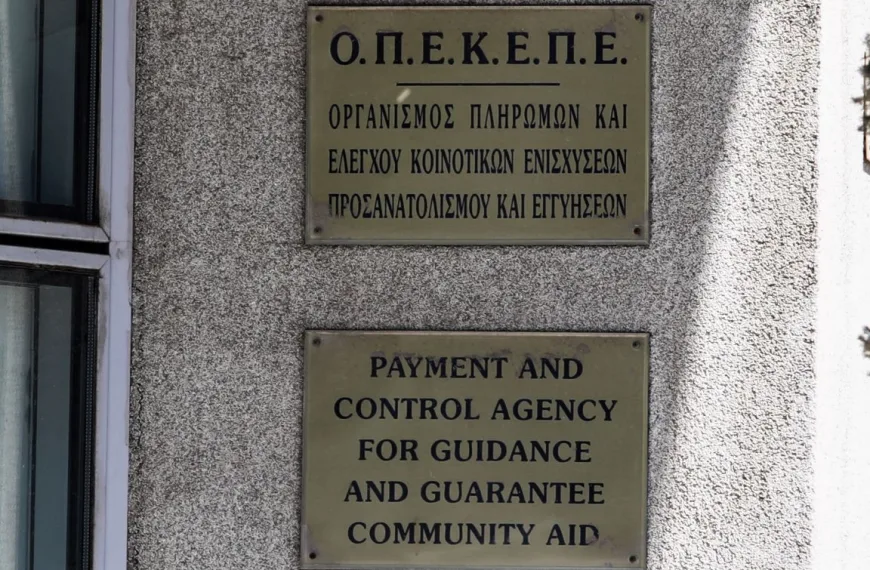 Ο.Π.Ε.Κ.Ε.Π.Ε.
ΟΡΓΑΝΙΣΜΟΣ ΠΛΗΡΩΜΩΝ ΚΑΙ
ΕΛΕΓΧΟΥ ΚΟΙΝΟΤΙΚΩΝ ΕΝΙΣΧΥΣΕΩΝ
ΠΡΟΣΑΝΑΤΟΛΙΣΜΟΥ ΚΑΙ ΕΓΓΥΗΣΕΩΝ
PAYMENT AND
CONTROL AGENCY
FOR GUIDANCE
AND GUARANTEE
COMMUNITY AID